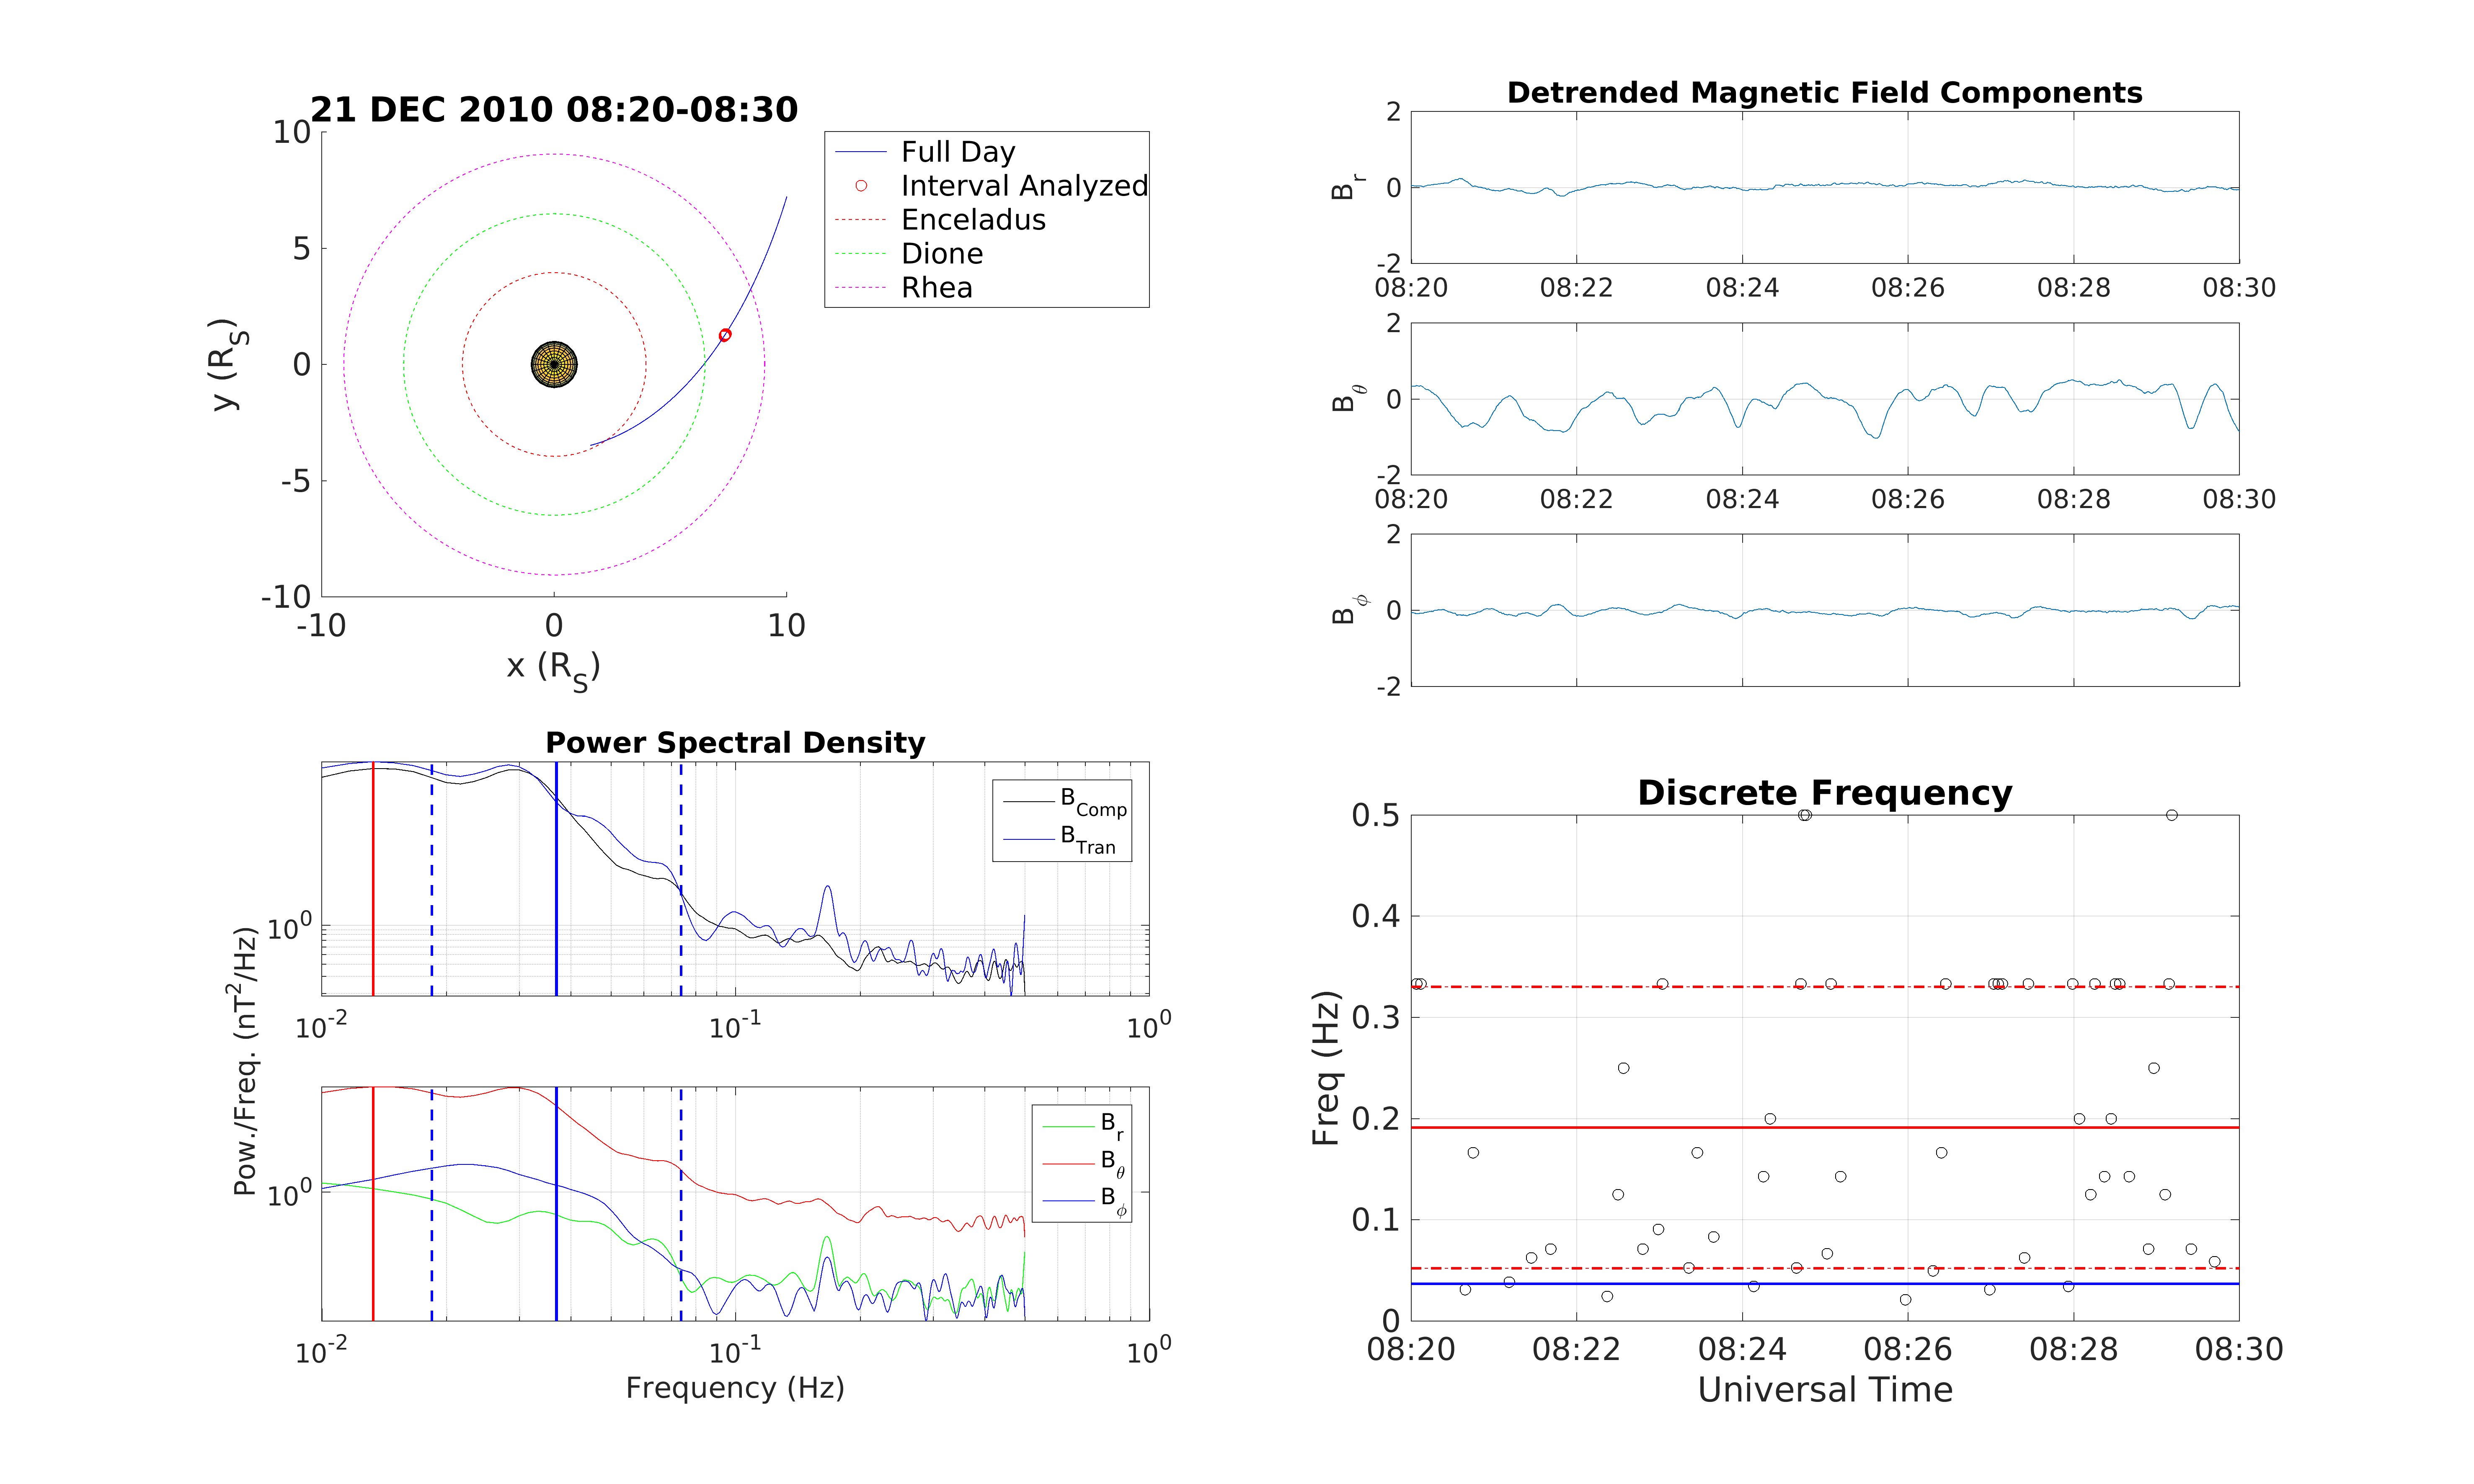 21 DEC 2010 08:20-08:30
10
5
0
-5
-10
-10 0 10
y (R_S)
x (R_S)
Full Day
Interval Analyzed
Enceladus
Dione
Rhea
Detrended Magnetic Field Components
2
0
-2
B_r
08:20 08:22 08:24 08:26 08:28 08:30
2
0
-2
B_θ
08:20 08:22 08:24 08:26 08:28 08:30
2
0
-2
B_ϕ
Power Spectral Density
10^0
B_Comp
B_Tran
10^-2 10^-1 10^0
Pow./Freq. (nT^2/Hz)
10^0
B_r
B_θ
B_ϕ
10^-2 10^-1 10^0
Frequency (Hz)
Discrete Frequency
0.5
0.4
0.3
0.2
0.1
0
Freq (Hz)
08:20 08:22 08:24 08:26 08:28 08:30
Universal Time